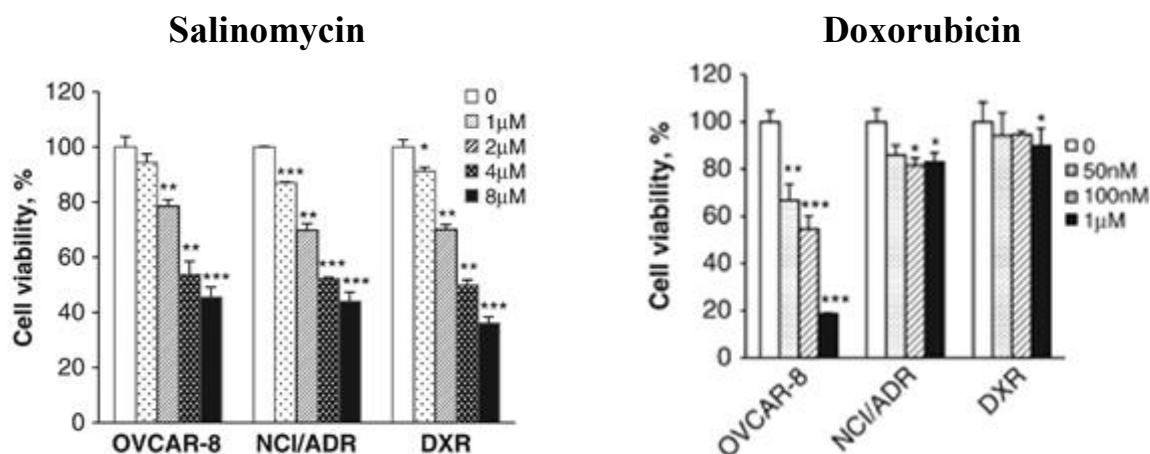 Salinomycin
Doxorubicin
Cell viability, %
120
100
80
60
40
20
0
0
1μM
2μM
4μM
8μM
**
**
***
***
**
***
***
*
**
**
***
OVCAR-8 NCI/ADR DXR
Cell viability, %
120
100
80
60
40
20
0
0
50nM
100nM
1μM
**
***
***
*
*
*
OVCAR-8
NCI/ADR
DXR